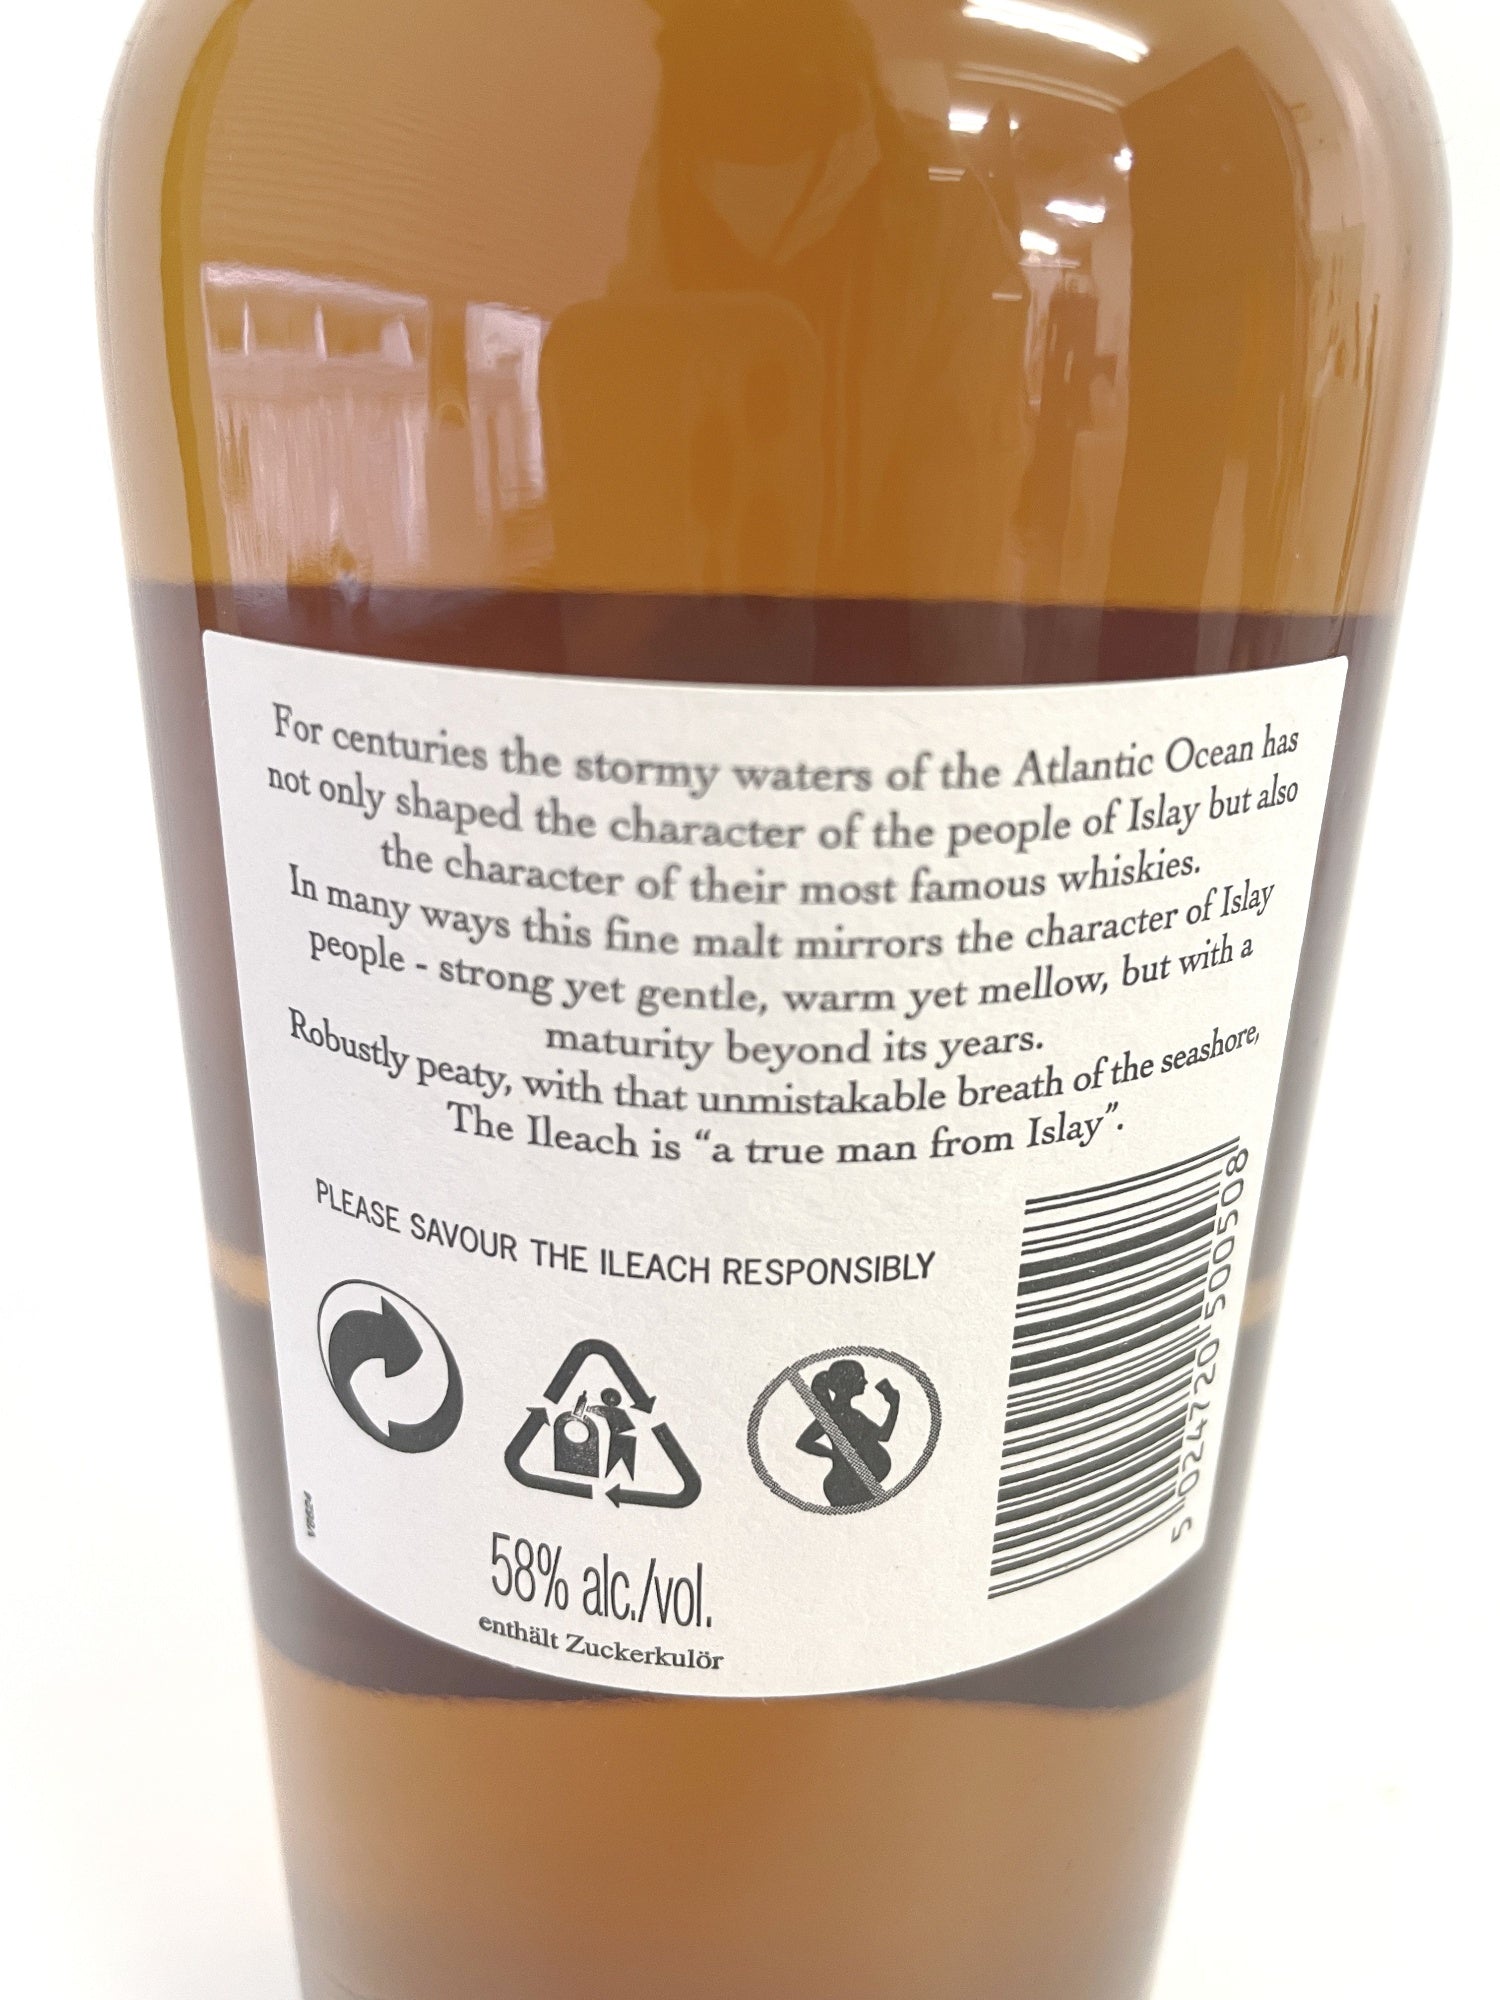 For centuries the stormy waters of the Atlantic Ocean has
not only shaped the character of the people of Islay but also
the character of their most famous whiskies.
In many ways this fine malt mirrors the character of Islay
people - strong yet gentle, warm yet mellow, but with a
maturity beyond its years.
Robustly peaty, with that unmistakable breath of the seashore,
The Ileach is “a true man from Islay”.
PLEASE SAVOUR THE ILEACH RESPONSIBLY
58% alc./vol.
enthält Zuckerkulör
5 024720 500508